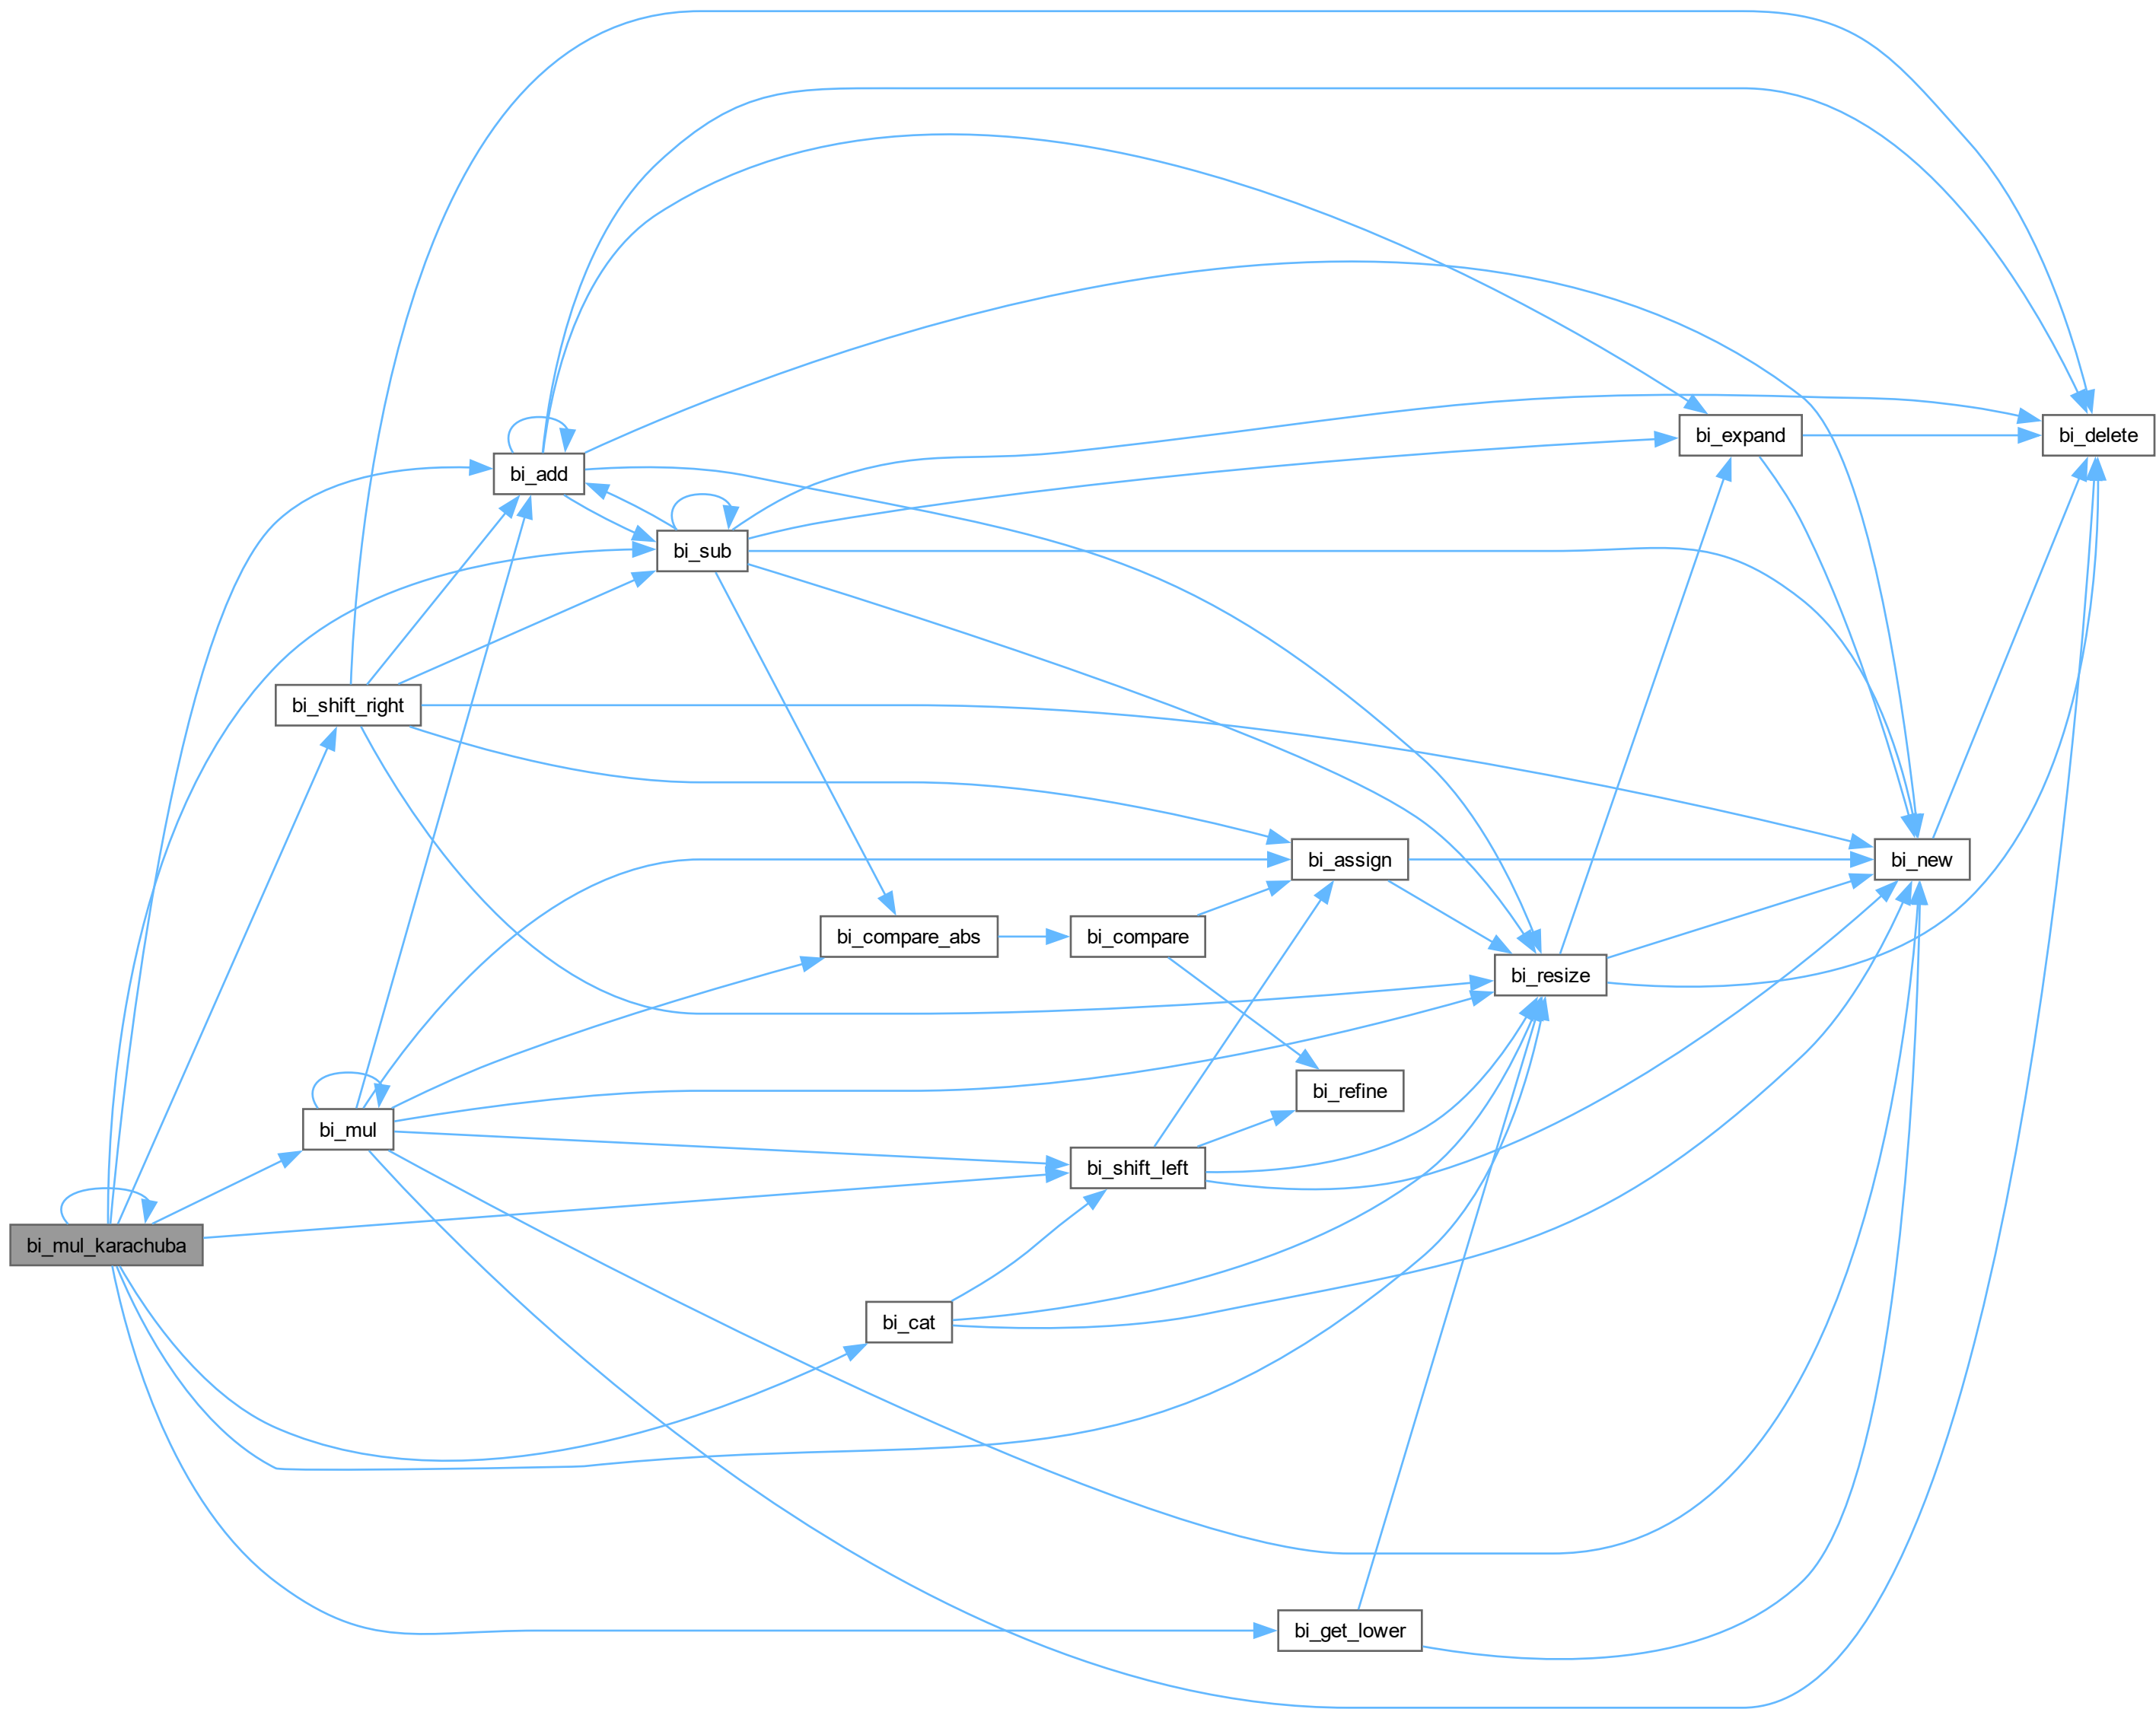 bi_expand
bi_delete
bi_add
bi_sub
bi_shift_right
bi_assign
bi_new
bi_compare_abs
bi_compare
bi_resize
bi_refine
bi_mul
bi_shift_left
bi_mul_karachuba
bi_cat
bi_get_lower